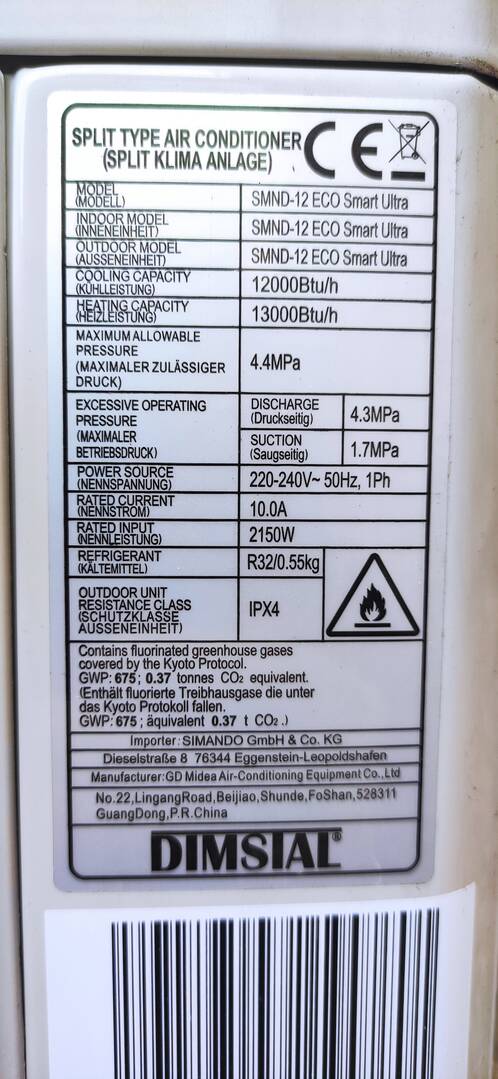 SPLIT TYPE AIR CONDITIONER
(SPLIT KLIMA ANLAGE)
CE
MODEL
(MODELL)
SMND-12 ECO Smart Ultra
INDOOR MODEL
(INNENEINHEIT)
SMND-12 ECO Smart Ultra
OUTDOOR MODEL
(AUSSENEINHEIT)
SMND-12 ECO Smart Ultra
COOLING CAPACITY
(KÜHLLEISTUNG)
12000Btu/h
HEATING CAPACITY
(HEIZLEISTUNG)
13000Btu/h
MAXIMUM ALLOWABLE
PRESSURE
(MAXIMALER ZULÄSSIGER
DRUCK)
4.4MPa
EXCESSIVE OPERATING
PRESSURE
(MAXIMALER
BETRIEBSDRUCK)
DISCHARGE
(Druckseitig)
4.3MPa
SUCTION
(Saugseitig)
1.7MPa
POWER SOURCE
(NENNSPANNUNG)
220-240V~ 50Hz, 1Ph
RATED CURRENT
(NENNSTROM)
10.0A
RATED INPUT
(NENNLEISTUNG)
2150W
REFRIGERANT
(KÄLTEMITTEL)
R32/0.55kg
OUTDOOR UNIT
RESISTANCE CLASS
(SCHUTZKLASSE
AUSSENEINHEIT)
IPX4
Contains fluorinated greenhouse gases
covered by the Kyoto Protocol.
GWP: 675 ; 0.37 tonnes CO₂ equivalent.
(Enthält fluorierte Treibhausgase die unter
das Kyoto Protokoll fallen.
GWP: 675 ; äquivalent 0.37 t CO₂ .)
Importer: SIMANDO GmbH & Co. KG
Dieselstraße 8 76344 Eggenstein-Leopoldshafen
Manufacturer:GD Midea Air-Conditioning Equipment Co.,Ltd
No.22,LingangRoad,Beijiao,Shunde,FoShan,528311
GuangDong,P.R.China
DIMSTAL®